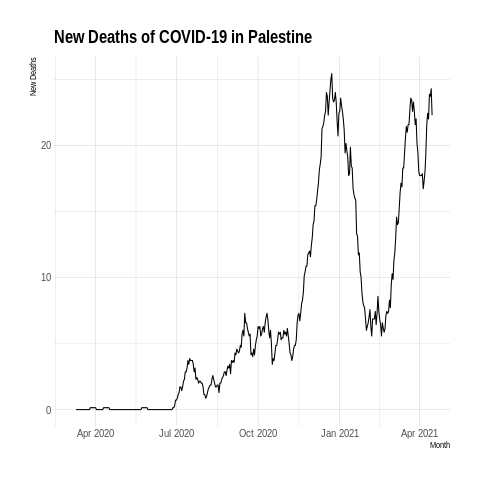 New Deaths of COVID-19 in Palestine
New Deaths
20
10
0
Apr 2020 Jul 2020 Oct 2020 Jan 2021 Apr 2021
Month